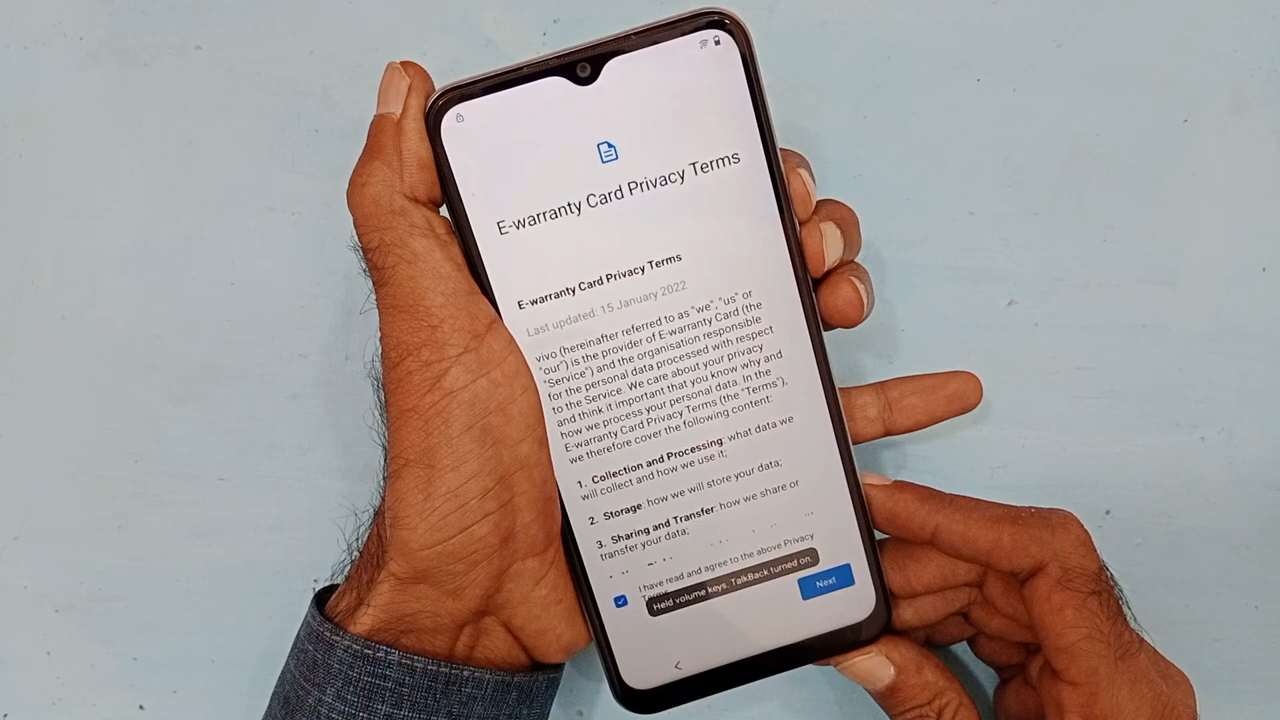 E-warranty Card Privacy Terms
E-warranty Card Privacy Terms
Last updated: 15 January 2022
vivo (hereinafter referred to as "we", "us" or
"our") is the provider of E-warranty Card (the
"Service") and the organisation responsible
for the personal data processed with respect
to the Service. We care about your privacy
and think it important that you know why and
how we process your personal data. In the
E-warranty Card Privacy Terms (the "Terms"),
we therefore cover the following content:
1. Collection and Processing: what data we
will collect and how we use it;
2. Storage: how we will store your data;
3. Sharing and Transfer: how we share or
transfer your data;
I have read and agree to the above Privacy
Held volume keys. TalkBack turned on.
Next